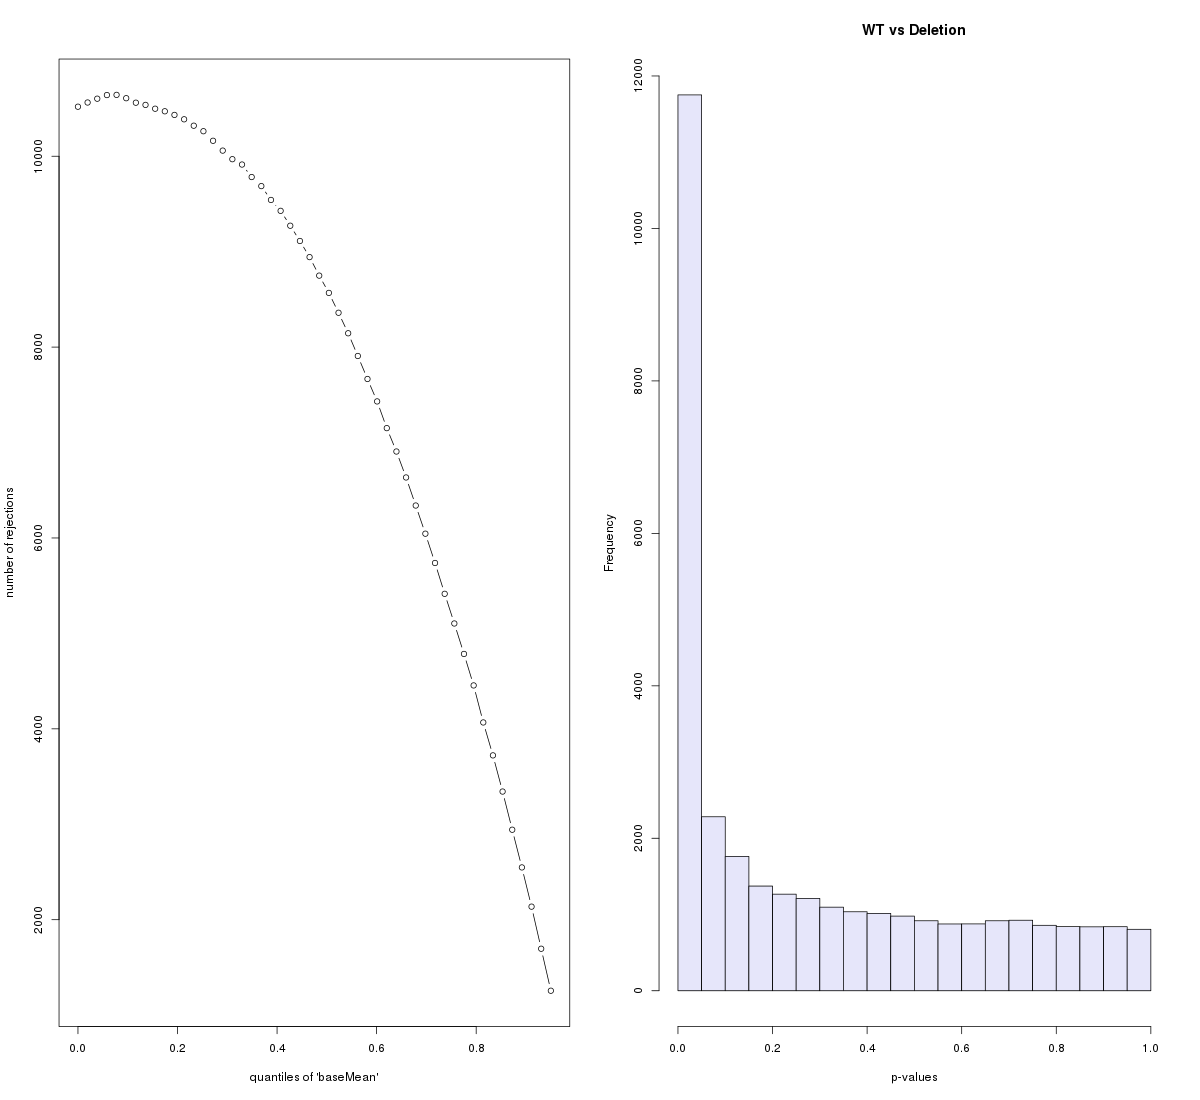 number of rejections
10000
8000
6000
4000
2000
0.0 0.2 0.4 0.6 0.8
quantiles of 'baseMean'
WT vs Deletion
Frequency
12000
10000
8000
6000
4000
2000
0
0.0 0.2 0.4 0.6 0.8 1.0
p-values